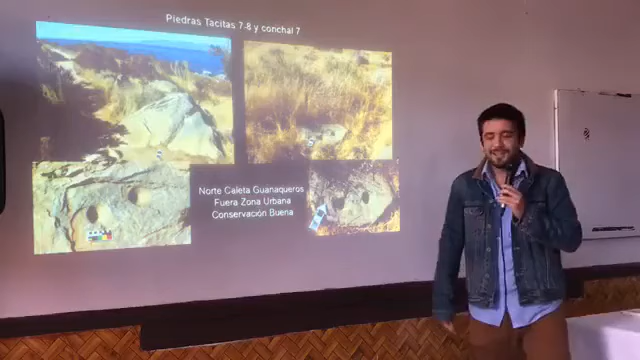 Piedras Tacitas 7-8 y conchal 7
Norte Caleta Guanaqueros
Fuera Zona Urbana
Conservación Buena